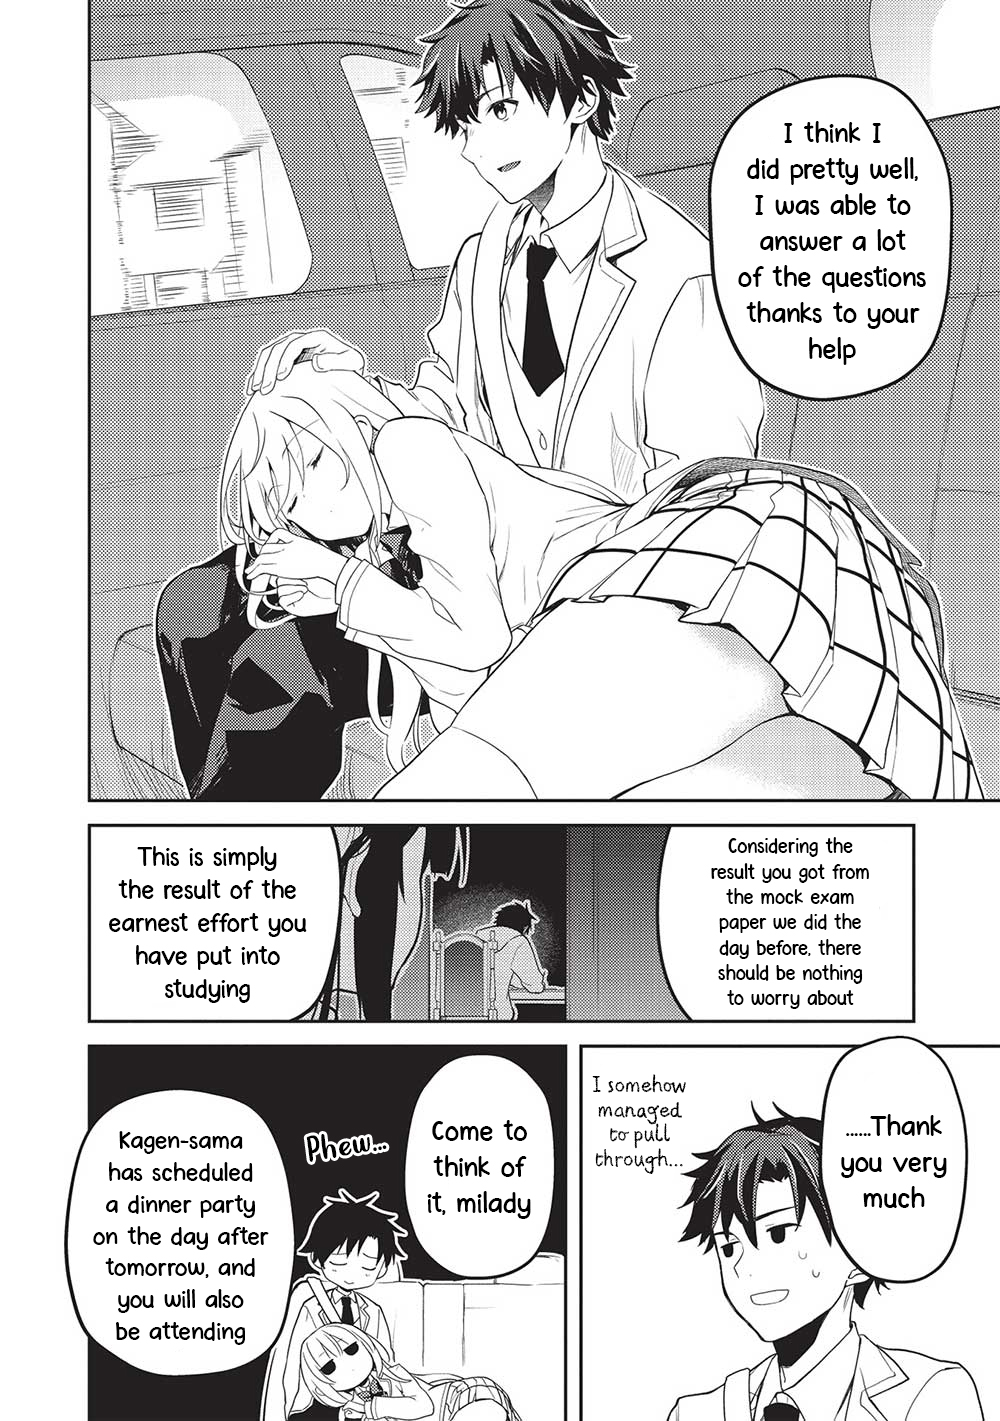 I think I
did pretty well,
I was able to
answer a lot
of the questions
thanks to your
help
Considering the
result you got from
the mock exam
paper we did the
day before, there
should be nothing
to worry about
This is simply
the result of the
earnest effort you
have put into
studying
......Thank
you very
much
I somehow
managed
to pull
through...
Come to
think of
it, milady
Phew...
Kagen-sama
has scheduled
a dinner party
on the day after
tomorrow, and
you will also
be attending